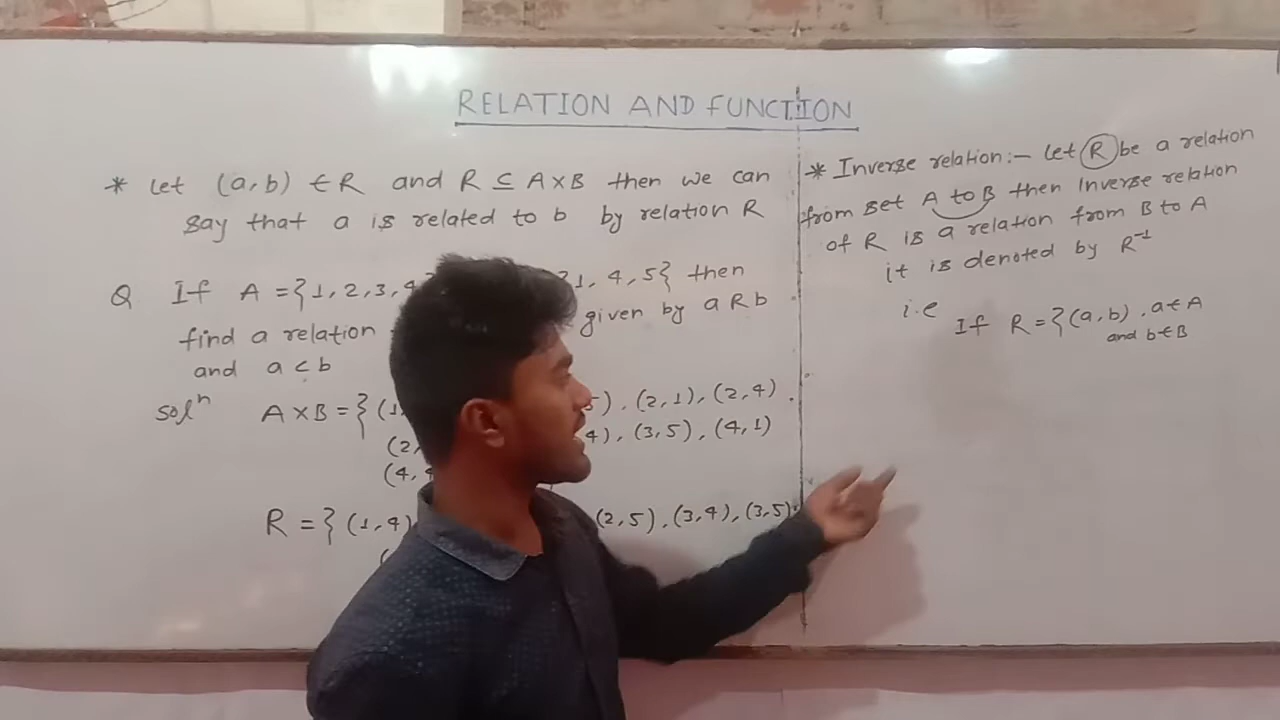 RELATION AND FUNCTION
* Let (a,b) ∈ R and R ⊆ A×B then we can
say that a is related to b by relation R
Q If A = {1, 2, 3, 4 1, 4, 5} then
find a relation given by a R b
and a < b
solⁿ A×B = {(1, 5), (2,1), (2,4),
(2, 4), (3,5), (4,1)
(4,
R = {(1,4) (2,5), (3,4), (3,5)
(
* Inverse relation:- Let R be a relation
from set A to B then Inverse relation
of R is a relation from B to A
it is denoted by R⁻¹
i.e
If R = {(a,b), a∈A
and b∈B